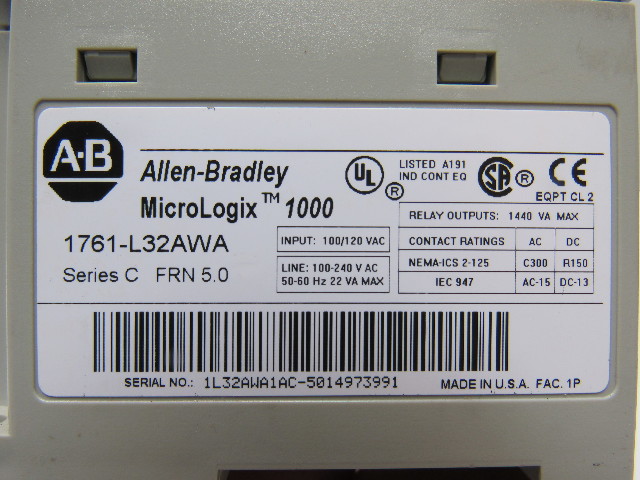 A·B
Allen-Bradley
MicroLogix™ 1000
1761-L32AWA
Series C FRN 5.0
UL ®
LISTED A191
IND CONT EQ
SA ®
CE
EQPT CL 2
INPUT: 100/120 VAC
LINE: 100-240 V AC
50-60 Hz 22 VA MAX
RELAY OUTPUTS: 1440 VA MAX
CONTACT RATINGS AC DC
NEMA-ICS 2-125 C300 R150
IEC 947 AC-15 DC-13
SERIAL NO.: 1L32AWA1AC-5014973991
MADE IN U.S.A. FAC. 1P